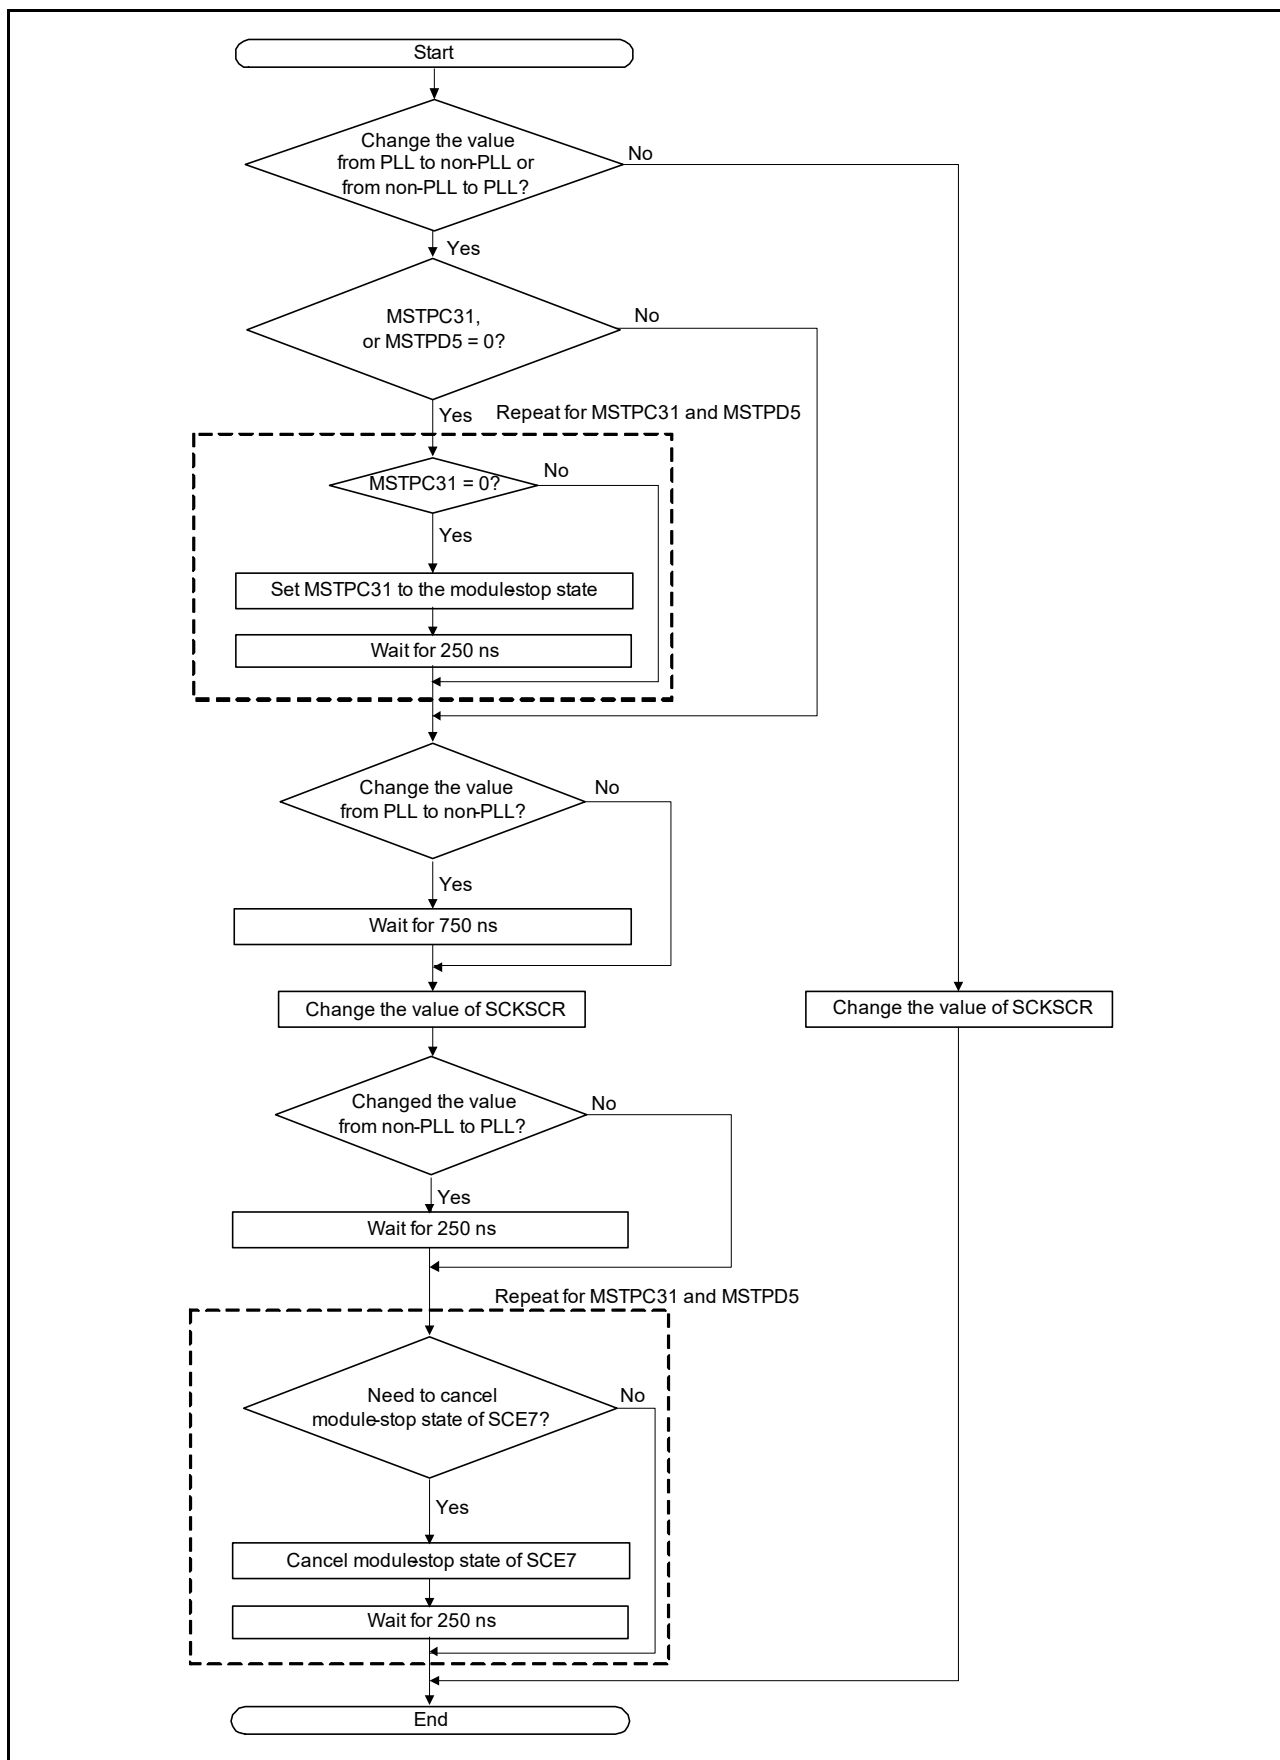 Start
Change the value
from PLL to non-PLL or
from non-PLL to PLL?
No
Yes
MSTPC31,
or MSTPD5 = 0?
No
Yes
Repeat for MSTPC31 and MSTPD5
MSTPC31 = 0?
No
Yes
Set MSTPC31 to the module-stop state
Wait for 250 ns
Change the value
from PLL to non-PLL?
No
Yes
Wait for 750 ns
Change the value of SCKSCR
Change the value of SCKSCR
Changed the value
from non-PLL to PLL?
No
Yes
Wait for 250 ns
Repeat for MSTPC31 and MSTPD5
Need to cancel
module-stop state of SCE7?
No
Yes
Cancel module-stop state of SCE7
Wait for 250 ns
End